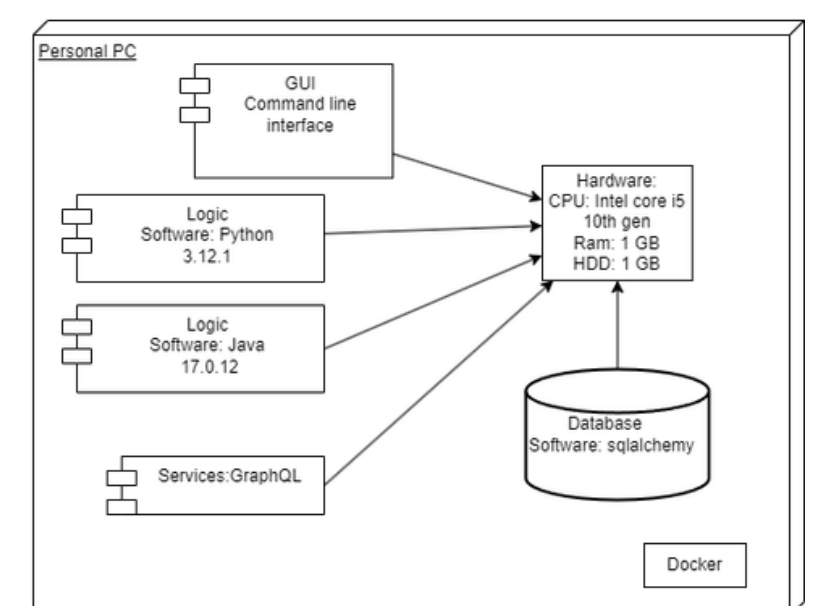 Personal PC
GUI
Command line
interface
Logic
Software: Python
3.12.1
Hardware:
CPU: Intel core i5
10th gen
Ram: 1 GB
HDD: 1 GB
Logic
Software: Java
17.0.12
Database
Software: sqlalchemy
Services:GraphQL
Docker